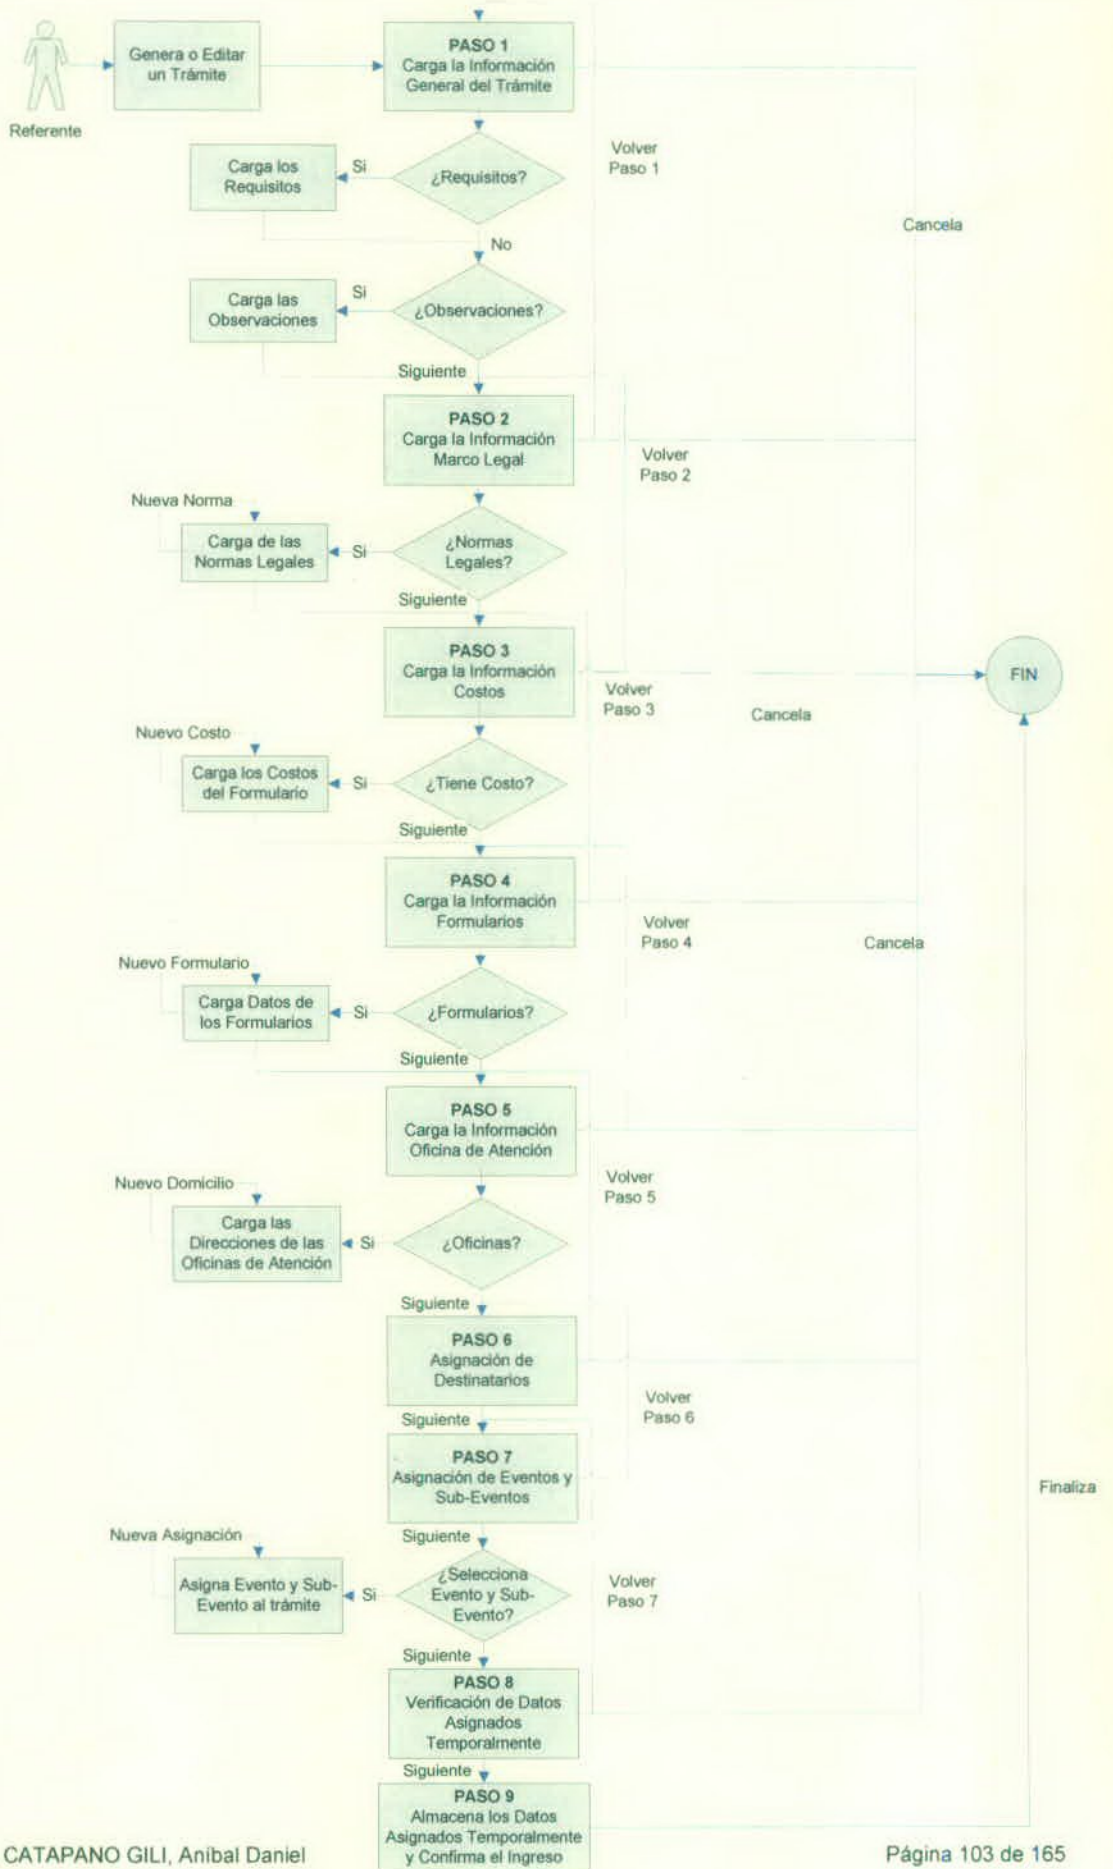 PASO 1
Genera o Editar
un Trámite
Carga la Información
General del Trámite
Referente
Volver
Paso 1
Carga los
Requisitos
Si
¿Requisitos?
Cancela
No
Carga las
Observaciones
Si
¿Observaciones?
Siguiente
PASO 2
Carga la Información
Marco Legal
Volver
Paso 2
Nueva Norma
Carga de las
Normas Legales
Si
¿Normas
Legales?
Siguiente
PASO 3
Carga la Información
Costos
FIN
Volver
Paso 3
Cancela
Nuevo Costo
Carga los Costos
del Formulario
Si
¿Tiene Costo?
Siguiente
PASO 4
Carga la Información
Formularios
Volver
Paso 4
Cancela
Nuevo Formulario
Carga Datos de
los Formularios
Si
¿Formularios?
Siguiente
PASO 5
Carga la Información
Oficina de Atención
Volver
Paso 5
Nuevo Domicilio
Carga las
Direcciones de las
Oficinas de Atención
Si
¿Oficinas?
Siguiente
PASO 6
Asignación de
Destinatarios
Volver
Paso 6
Siguiente
PASO 7
Asignación de Eventos y
Sub-Eventos
Finaliza
Siguiente
Nueva Asignación
Asigna Evento y Sub-
Evento al trámite
Si
¿Selecciona
Evento y Sub-
Evento?
Volver
Paso 7
Siguiente
PASO 8
Verificación de Datos
Asignados
Temporalmente
Siguiente
PASO 9
Almacena los Datos
Asignados Temporalmente
y Confirma el Ingreso
CATAPANO GILI, Aníbal Daniel
Página 103 de 165